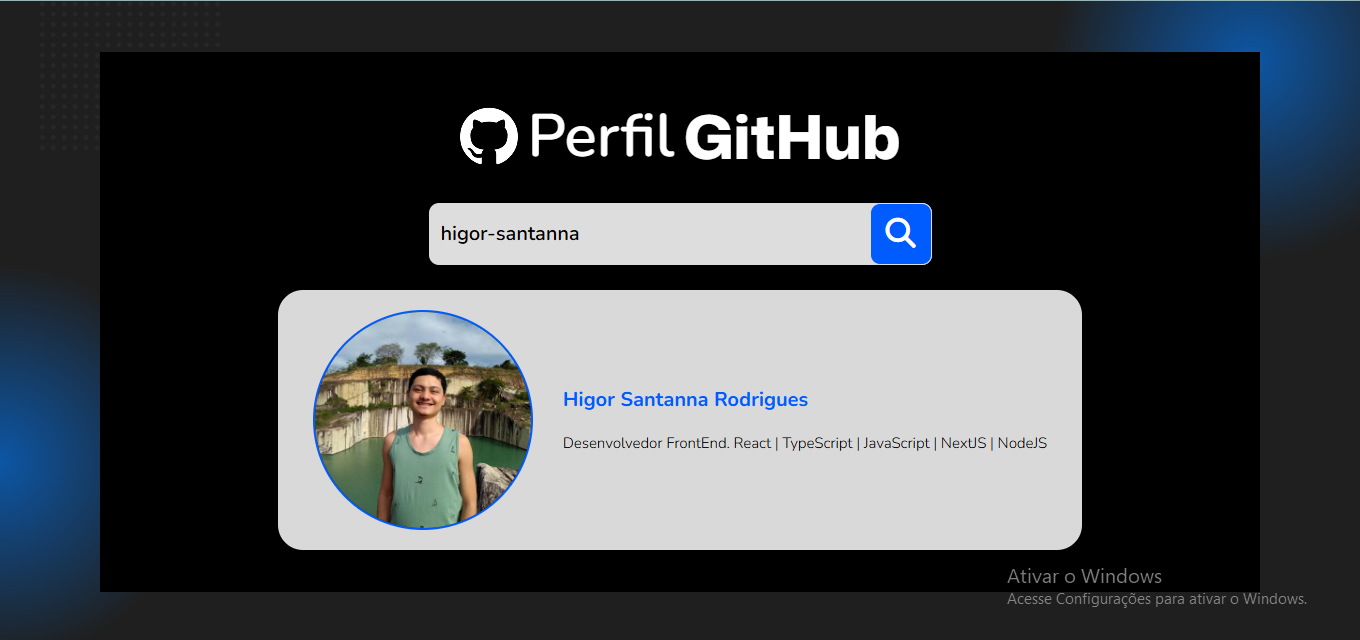 Perfil GitHub
higor-santanna
Higor Santanna Rodrigues
Desenvolvedor FrontEnd. React | TypeScript | JavaScript | NextJS | NodeJS
Ativar o Windows
Acesse Configurações para ativar o Windows.